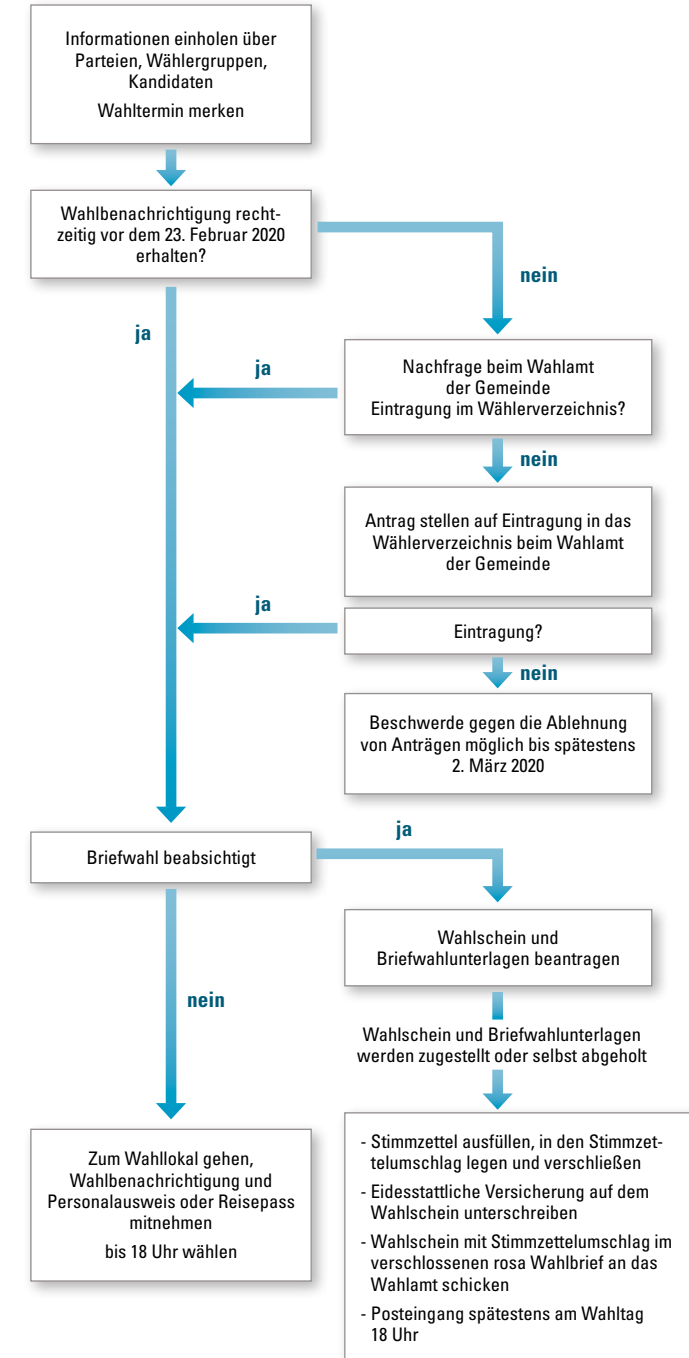 Informationen einholen über
Parteien, Wählergruppen,
Kandidaten
Wahltermin merken
Wahlbenachrichtigung recht-
zeitig vor dem 23. Februar 2020
erhalten?
nein
ja
ja
Nachfrage beim Wahlamt
der Gemeinde
Eintragung im Wählerverzeichnis?
nein
Antrag stellen auf Eintragung in das
Wählerverzeichnis beim Wahlamt
der Gemeinde
ja
Eintragung?
nein
Beschwerde gegen die Ablehnung
von Anträgen möglich bis spätestens
2. März 2020
Briefwahl beabsichtigt
ja
Wahlschein und
Briefwahlunterlagen beantragen
nein
Wahlschein und Briefwahlunterlagen
werden zugestellt oder selbst abgeholt
Zum Wahllokal gehen,
Wahlbenachrichtigung und
Personalausweis oder Reisepass
mitnehmen
bis 18 Uhr wählen
- Stimmzettel ausfüllen, in den Stimmzet-
telumschlag legen und verschließen
- Eidesstattliche Versicherung auf dem
Wahlschein unterschreiben
- Wahlschein mit Stimmzettelumschlag im
verschlossenen rosa Wahlbrief an das
Wahlamt schicken
- Posteingang spätestens am Wahltag
18 Uhr